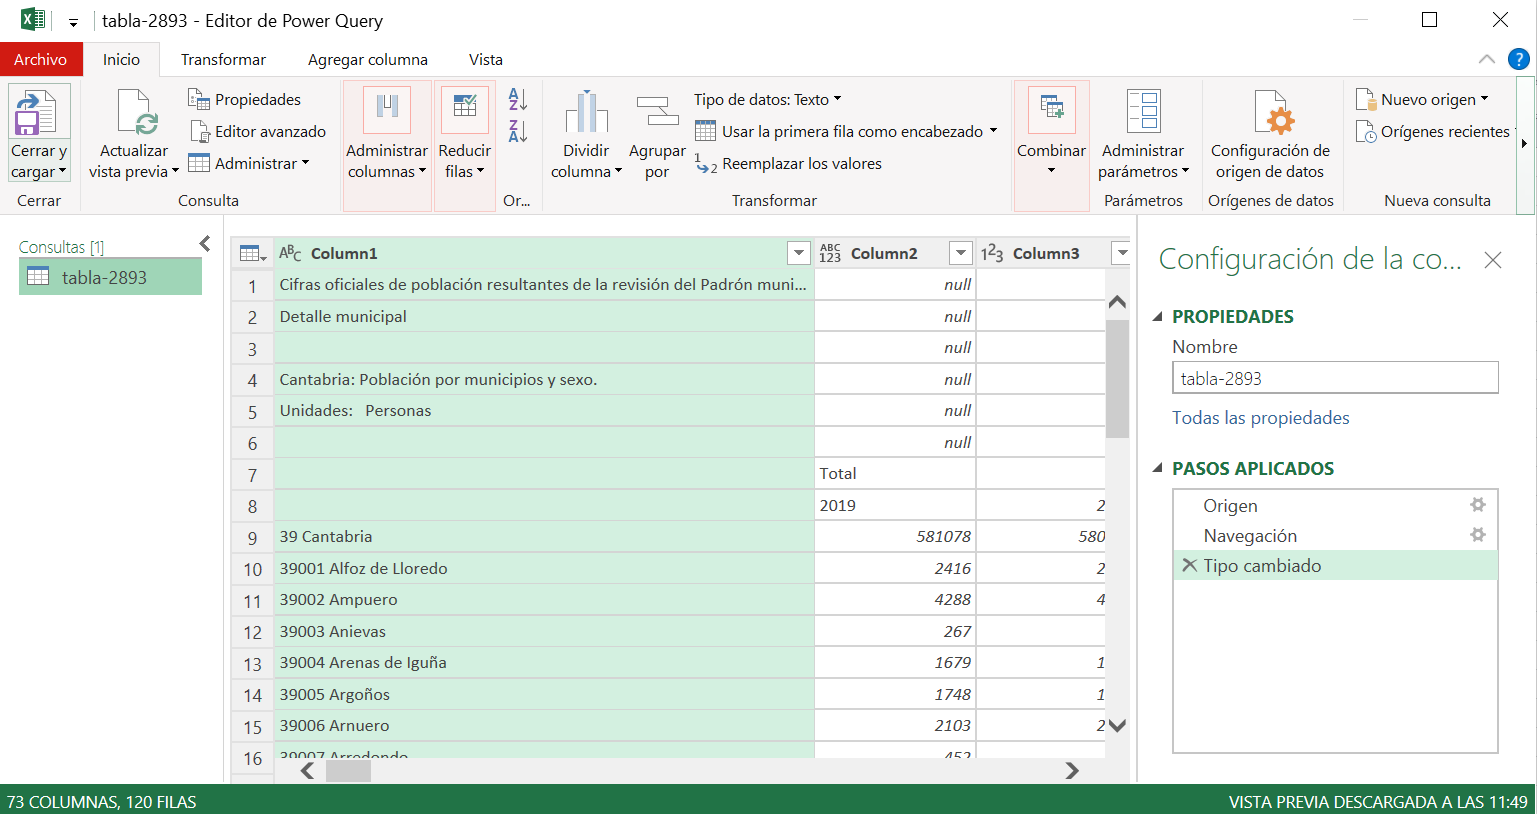 tabla-2893 - Editor de Power Query
Archivo
Inicio
Transformar
Agregar columna
Vista
?
Cerrar y
cargar
Cerrar
Actualizar
vista previa
Propiedades
Editor avanzado
Administrar
Consulta
Administrar
columnas
Reducir
filas
A
Z
Z
A
Or...
Dividir
columna
Agrupar
por
Tipo de datos: Texto
Usar la primera fila como encabezado
1
2
Reemplazar los valores
Transformar
Combinar
Administrar
parámetros
Parámetros
Configuración de
origen de datos
Orígenes de datos
Nuevo origen
Orígenes recientes
Nueva consulta
Consultas [1]
tabla-2893
ABC Column1
ABC
123 Column2
123 Column3
1 Cifras oficiales de población resultantes de la revisión del Padrón muni... null
2 Detalle municipal null
3 null
4 Cantabria: Población por municipios y sexo. null
5 Unidades: Personas null
6 null
7 Total
8 2019 2
9 39 Cantabria 581078 580
10 39001 Alfoz de Lloredo 2416 2
11 39002 Ampuero 4288 4
12 39003 Anievas 267
13 39004 Arenas de Iguña 1679 1
14 39005 Argoños 1748 1
15 39006 Arnuero 2103 2
16 39007 Arredondo 452
Configuración de la co...
PROPIEDADES
Nombre
tabla-2893
Todas las propiedades
PASOS APLICADOS
Origen
Navegación
Tipo cambiado
73 COLUMNAS, 120 FILAS
VISTA PREVIA DESCARGADA A LAS 11:49